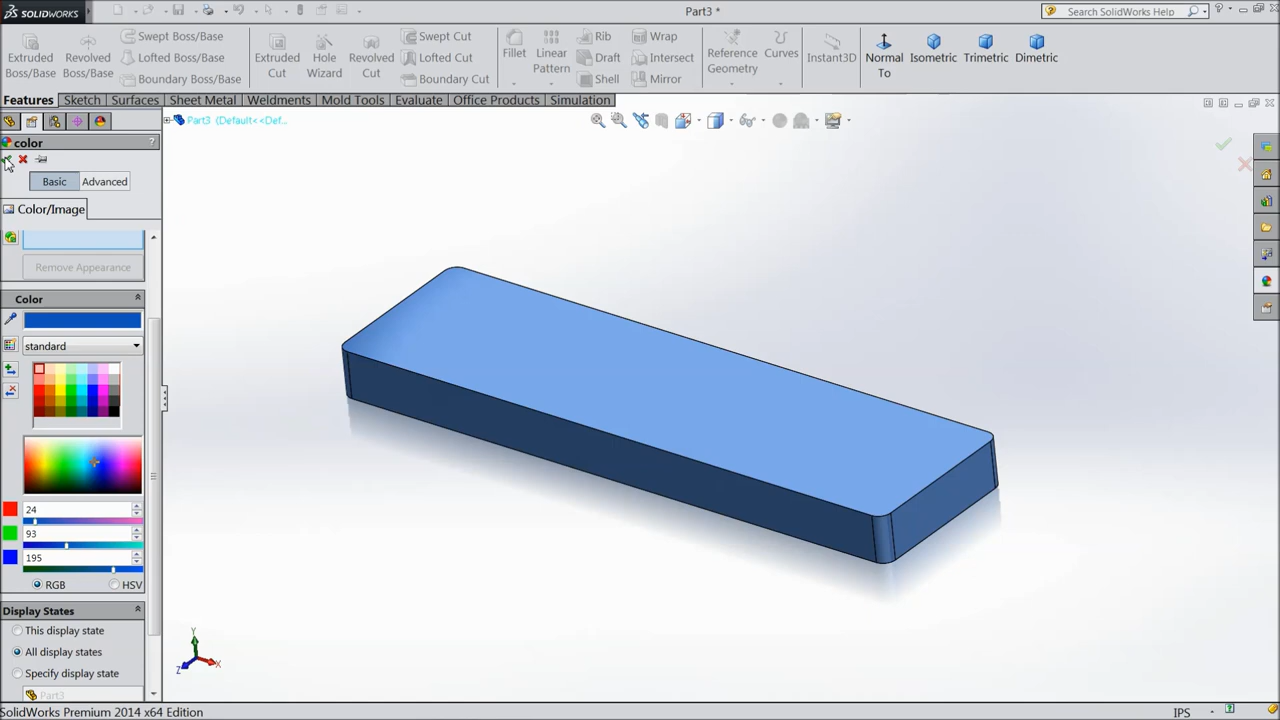 SOLIDWORKS
Part3 *
Search SolidWorks Help
Extruded Boss/Base
Revolved Boss/Base
Swept Boss/Base
Lofted Boss/Base
Boundary Boss/Base
Extruded Cut
Hole Wizard
Revolved Cut
Swept Cut
Lofted Cut
Boundary Cut
Fillet
Linear Pattern
Rib
Draft
Shell
Wrap
Intersect
Mirror
Reference Geometry
Curves
Instant3D
Normal To
Isometric
Trimetric
Dimetric
Features Sketch Surfaces Sheet Metal Weldments Mold Tools Evaluate Office Products Simulation
Part3 (Default<<Def...
color ?
Basic Advanced
Color/Image
Remove Appearance
Color
standard
24
93
195
RGB HSV
Display States
This display state
All display states
Specify display state
Part3
Y
Z X
SolidWorks Premium 2014 x64 Edition
IPS